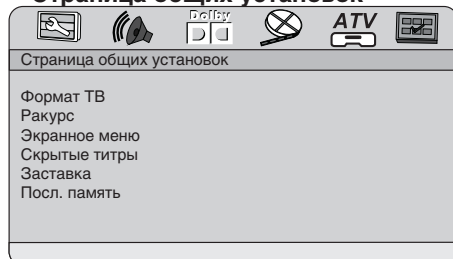 Страница общих установок
Dolby
ATV
Страница общих установок
Формат ТВ
Ракурс
Экранное меню
Скрытые титры
Заставка
Посл. память